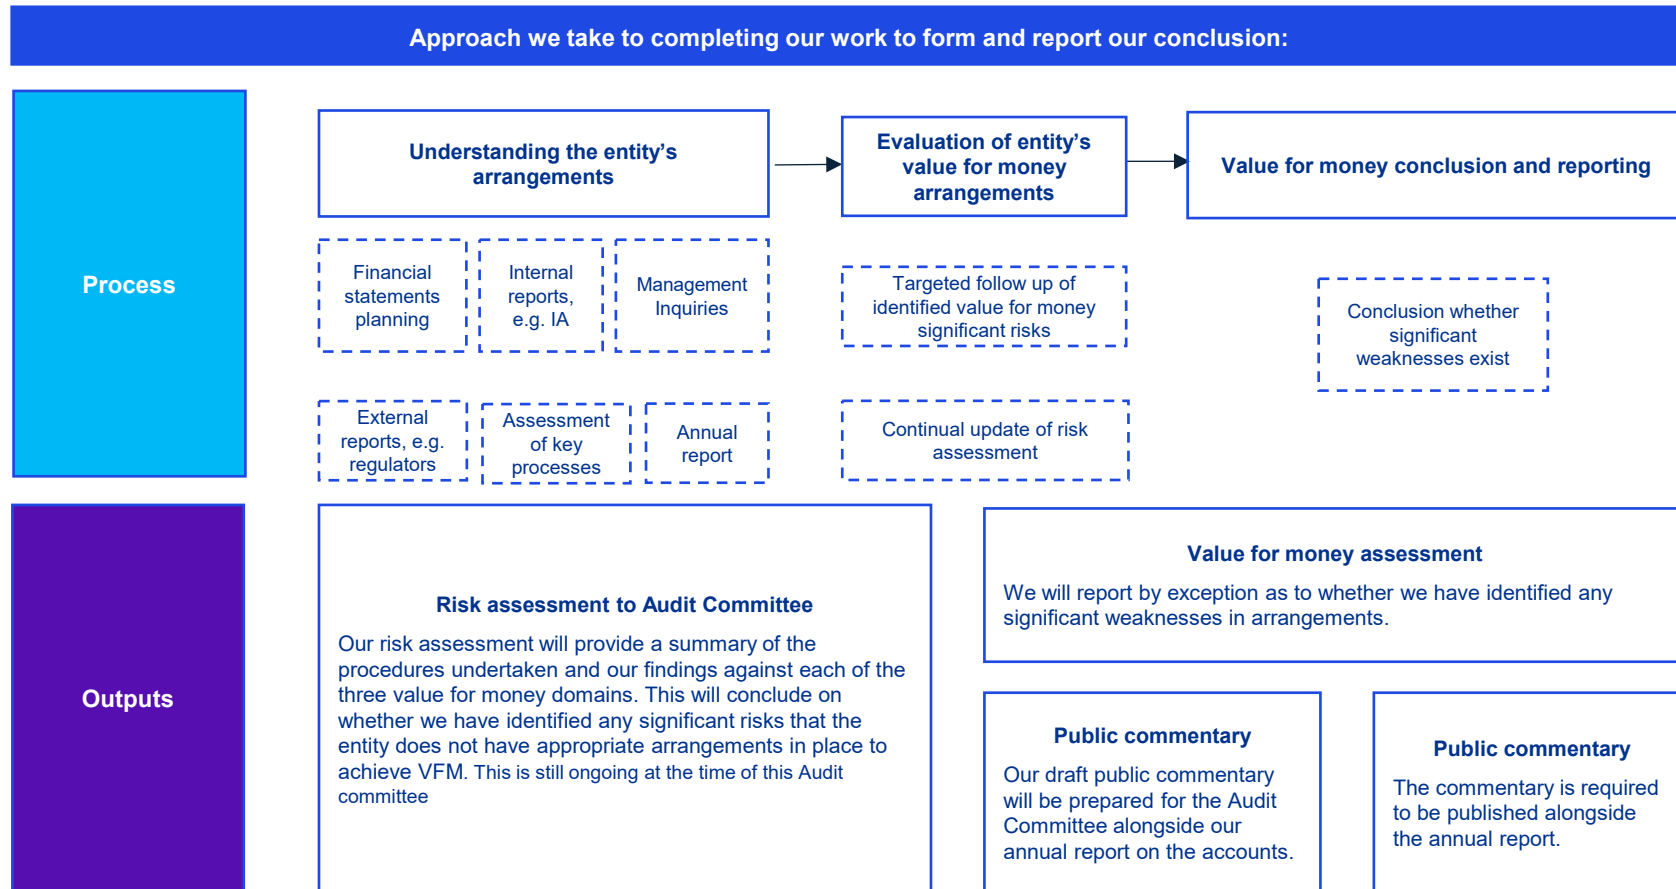 Approach we take to completing our work to form and report our conclusion:
Process
Understanding the entity’s
arrangements
Evaluation of entity’s
value for money
arrangements
Value for money conclusion and reporting
Financial
statements
planning
Internal
reports,
e.g. IA
Management
Inquiries
Targeted follow up of
identified value for money
significant risks
Conclusion whether
significant
weaknesses exist
External
reports, e.g.
regulators
Assessment
of key
processes
Annual
report
Continual update of risk
assessment
Outputs
Risk assessment to Audit Committee
Our risk assessment will provide a summary of the
procedures undertaken and our findings against each of the
three value for money domains. This will conclude on
whether we have identified any significant risks that the
entity does not have appropriate arrangements in place to
achieve VFM. This is still ongoing at the time of this Audit
committee
Value for money assessment
We will report by exception as to whether we have identified any
significant weaknesses in arrangements.
Public commentary
Our draft public commentary
will be prepared for the Audit
Committee alongside our
annual report on the accounts.
Public commentary
The commentary is required
to be published alongside
the annual report.